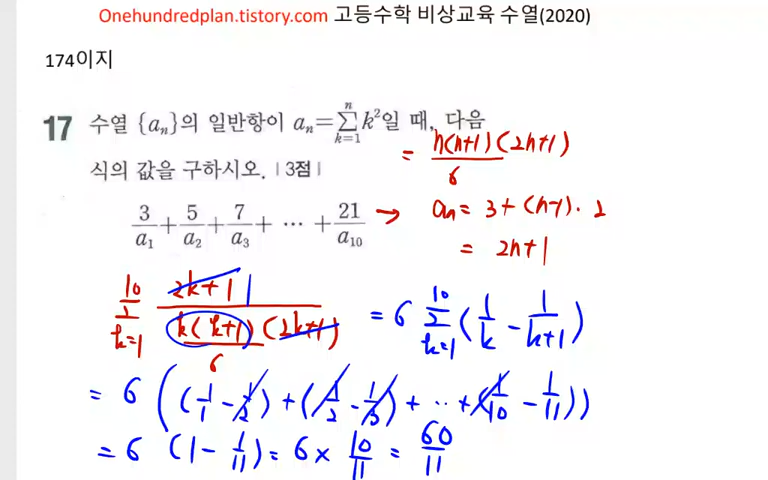 Onehundredplan.tistory.com 고등수학 비상교육 수열(2020)
174이지
17 수열 {aₙ}의 일반항이 aₙ=∑ₖ₌₁ⁿ k²일 때, 다음
= n(n+1)(2n+1)/6
식의 값을 구하시오. | 3점 |
3/a₁ + 5/a₂ + 7/a₃ + ⋯ + 21/a₁₀ → aₙ = 3+(n-1)·2
= 2n+1
∑ₖ₌₁¹⁰ (2k+1)/(k(k+1)(2k+1)/6) = 6 ∑ₖ₌₁¹⁰ (1/k - 1/(k+1))
= 6 ((1/1 - 1/2) + (1/2 - 1/3) + ⋯ + (1/10 - 1/11))
= 6 (1 - 1/11) = 6 × 10/11 = 60/11